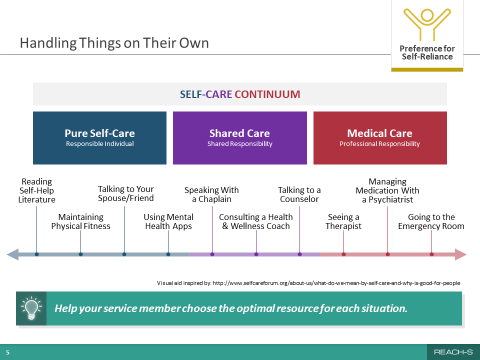 Handling Things on Their Own
Preference for
Self-Reliance
SELF-CARE CONTINUUM
Pure Self-Care
Responsible Individual
Shared Care
Shared Responsibility
Medical Care
Professional Responsibility
Reading
Self-Help
Literature
Talking to Your
Spouse/Friend
Speaking With
a Chaplain
Talking to a
Counselor
Managing
Medication With
a Psychiatrist
Maintaining
Physical Fitness
Using Mental
Health Apps
Consulting a Health
& Wellness Coach
Seeing a
Therapist
Going to the
Emergency Room
Visual aid inspired by: http://www.selfcareforum.org/about-us/what-do-we-mean-by-self-care-and-why-is-good-for-people
Help your service member choose the optimal resource for each situation.
5
REACH-S